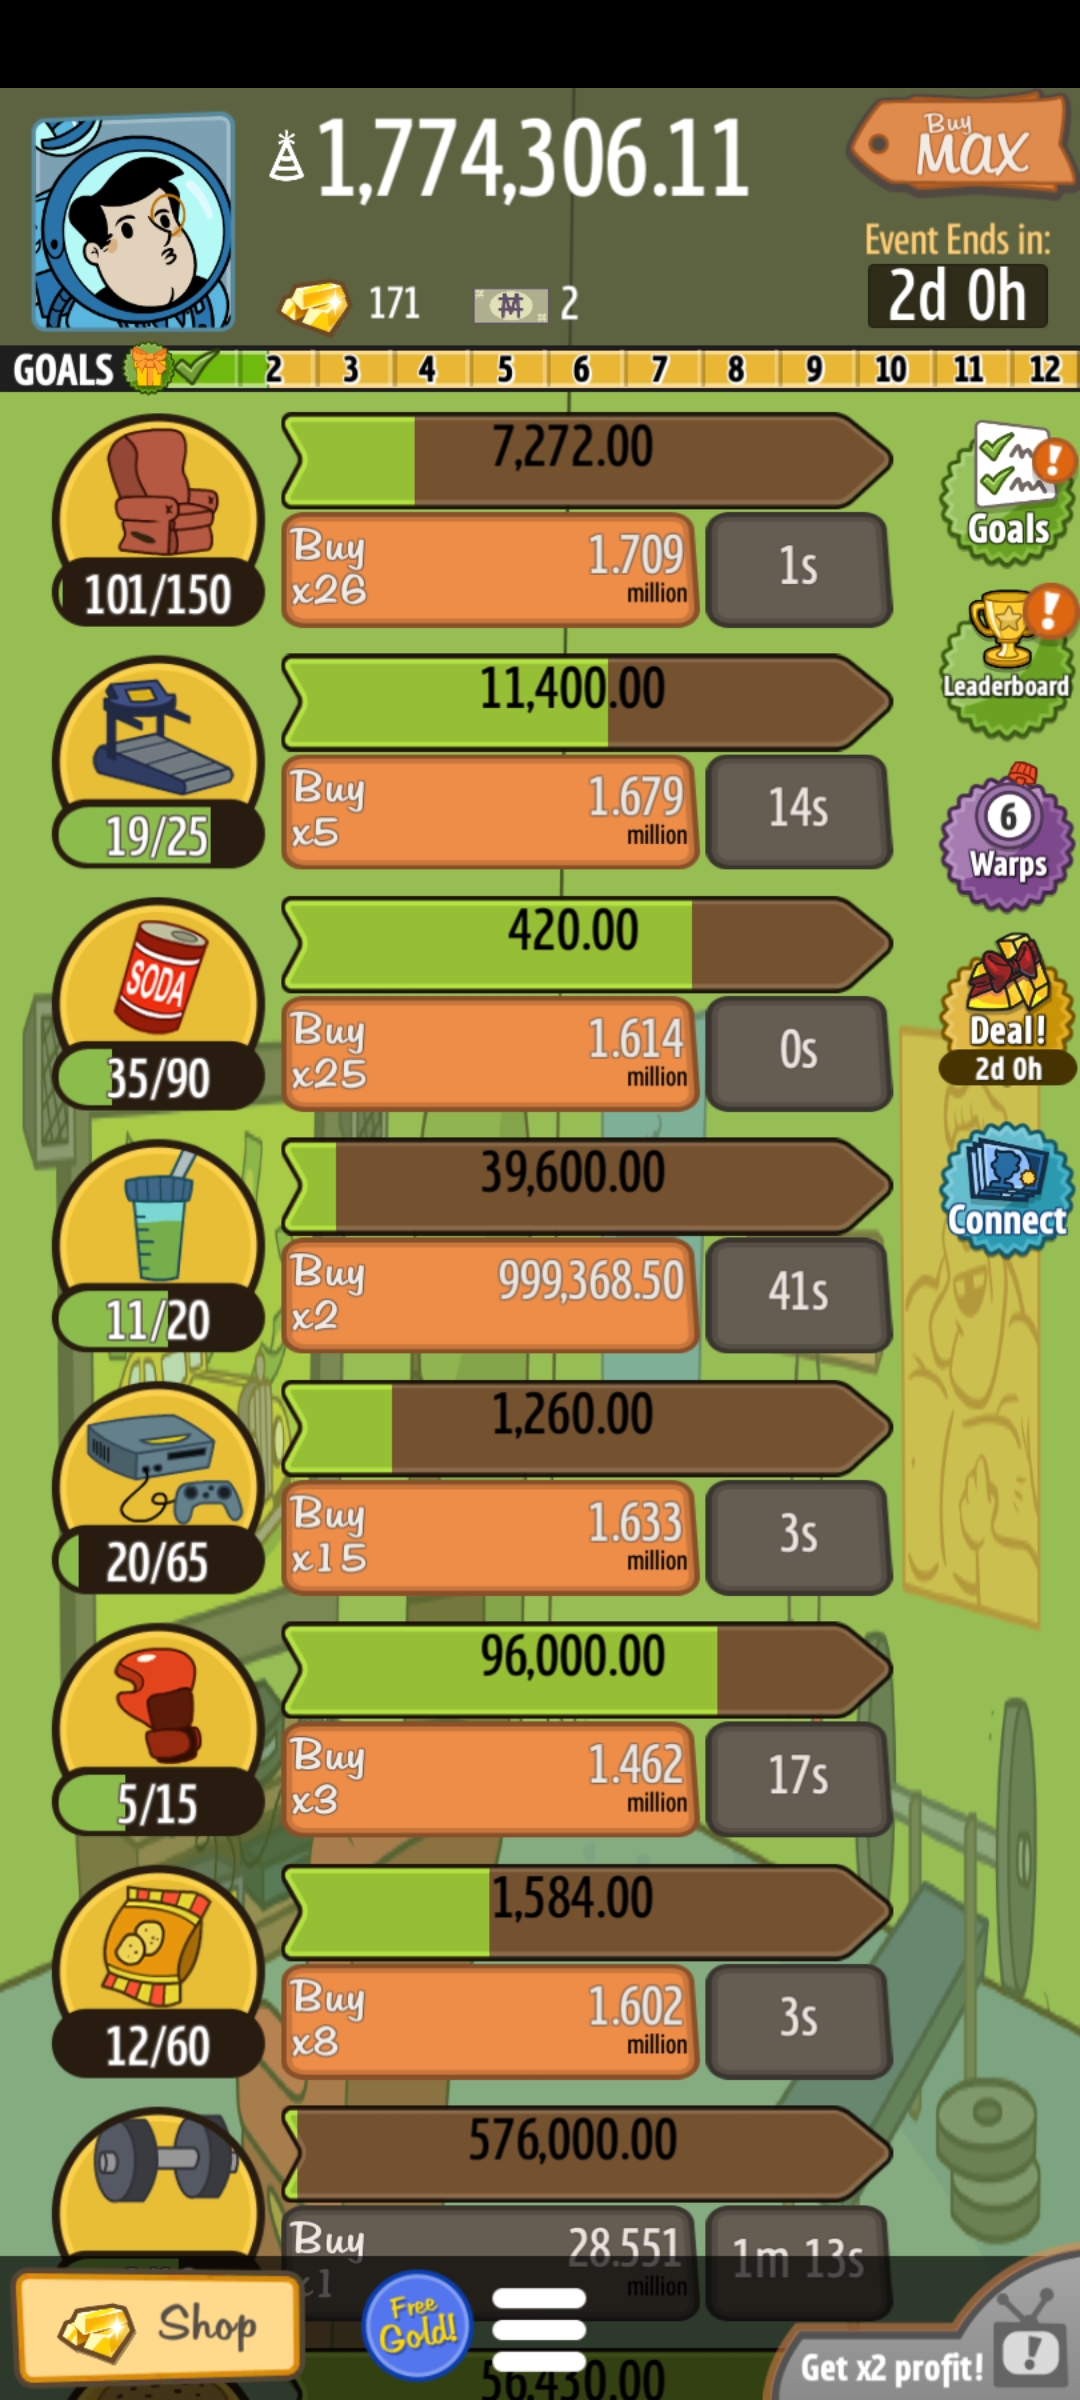 1,774,306.11
Buy
MAX
171
2
Event Ends in:
2d 0h
GOALS 2 3 4 5 6 7 8 9 10 11 12
7,272.00
101/150
Buy
x26
1.709
million
1s
Goals
11,400.00
19/25
Buy
x5
1.679
million
14s
Leaderboard
6
Warps
420.00
SODA
35/90
Buy
x25
1.614
million
0s
Deal!
2d 0h
39,600.00
11/20
Buy
x2
999,368.50
41s
Connect
1,260.00
20/65
Buy
x15
1.633
million
3s
96,000.00
5/15
Buy
x3
1.462
million
17s
1,584.00
12/60
Buy
x8
1.602
million
3s
576,000.00
Buy
x1
28.551
million
1m 13s
Shop
Free
Gold!
56,430.00
Get x2 profit!